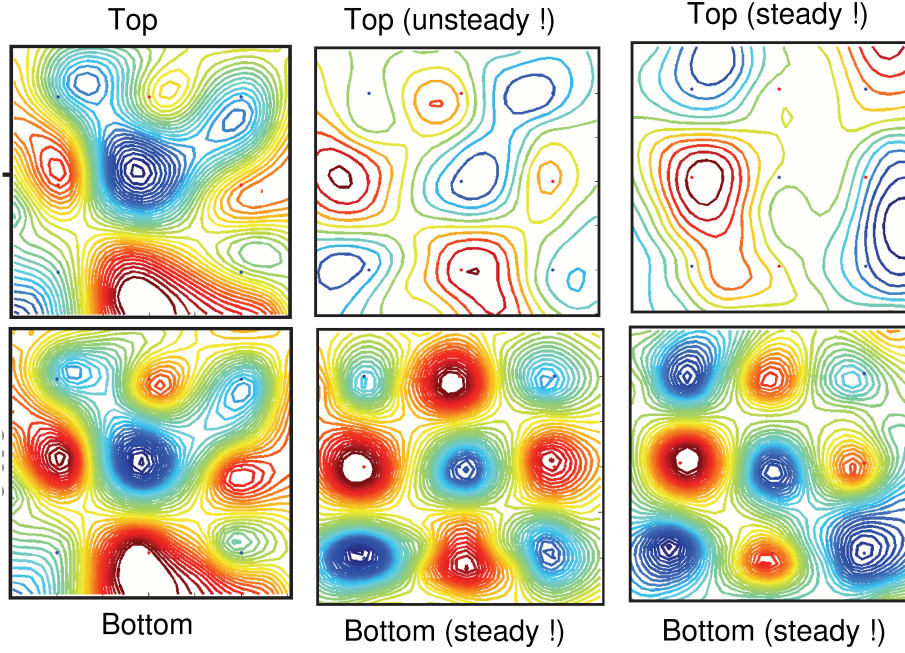 Top
Top (unsteady !)
Top (steady !)
Bottom
Bottom (steady !)
Bottom (steady !)